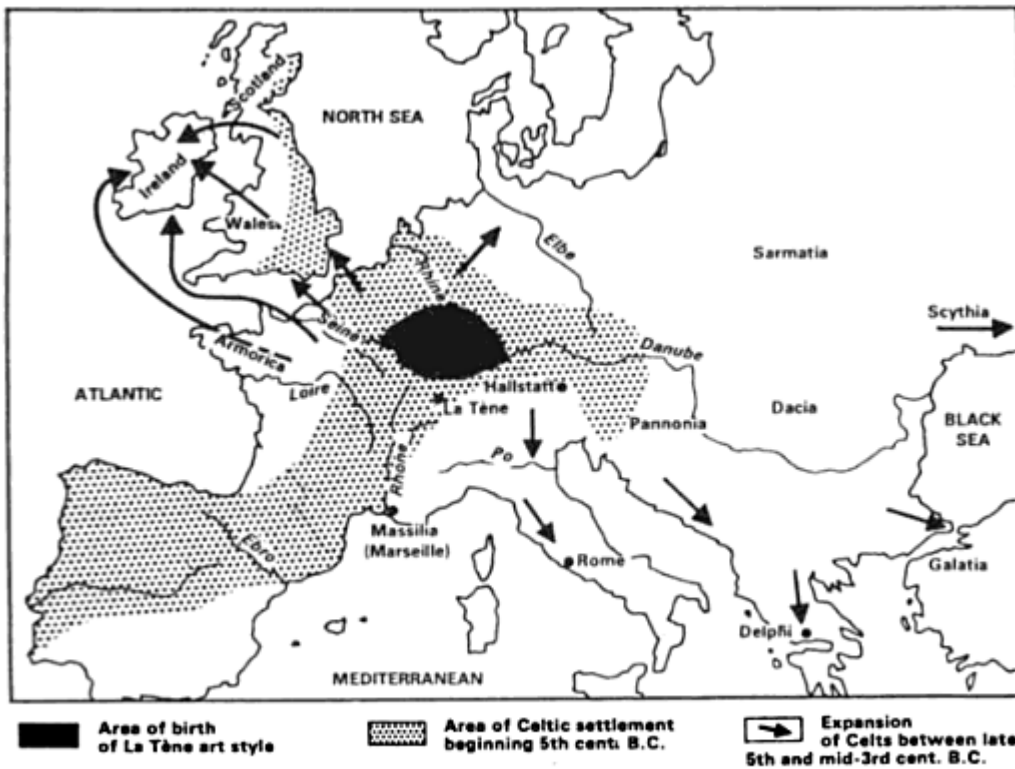 Scotland
NORTH SEA
Ireland
Wales
Elbe
Rhine
Sarmatia
Scythia
Seine
Armorica
Danube
ATLANTIC
Loire
Hallstatt
La Tène
Pannonia
Dacia
BLACK
SEA
Po
Rhone
Massilia
(Marseille)
Ebro
Rome
Galatia
Delphi
MEDITERRANEAN
Area of birth
of La Tène art style
Area of Celtic settlement
beginning 5th cent. B.C.
Expansion
of Celts between late
5th and mid-3rd cent. B.C.